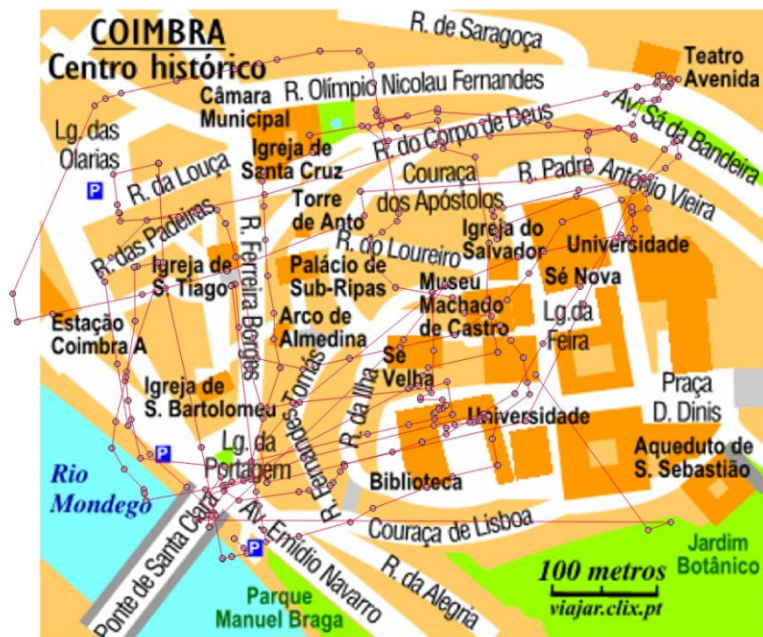 COIMBRA
Centro histórico
R. de Saragoça
Teatro
Avenida
R. Olímpio Nicolau Fernandes
Câmara
Municipal
Av. Sá da Bandeira
Lg. das
Olarias
R. do Corpo de Deus
Igreja de
Santa Cruz
Couraça
dos Apóstolos
R. Padre António Vieira
P
R. da Louça
Torre
de Anto
R. das Padeiras
R. Ferreira Borges
R. do Loureiro
Igreja do
Salvador
Universidade
Igreja de
S. Tiago
Palácio de
Sub-Ripas
Museu
Machado
de Castro
Sé Nova
Estação
Coimbra A
Arco de
Almedina
Lg. da
Feira
Sé
Velha
Igreja de
S. Bartolomeu
R. Fernandes Tomás
R. da Ilha
Praça
D. Dinis
Universidade
Lg. da
Portagem
P
Aqueduto de
S. Sebastião
Biblioteca
Rio
Mondego
Ponte de Santa Clara
Av. Emídio Navarro
Couraça de Lisboa
P
R. da Alegria
Jardim
Botânico
100 metros
viajar.clix.pt
Parque
Manuel Braga